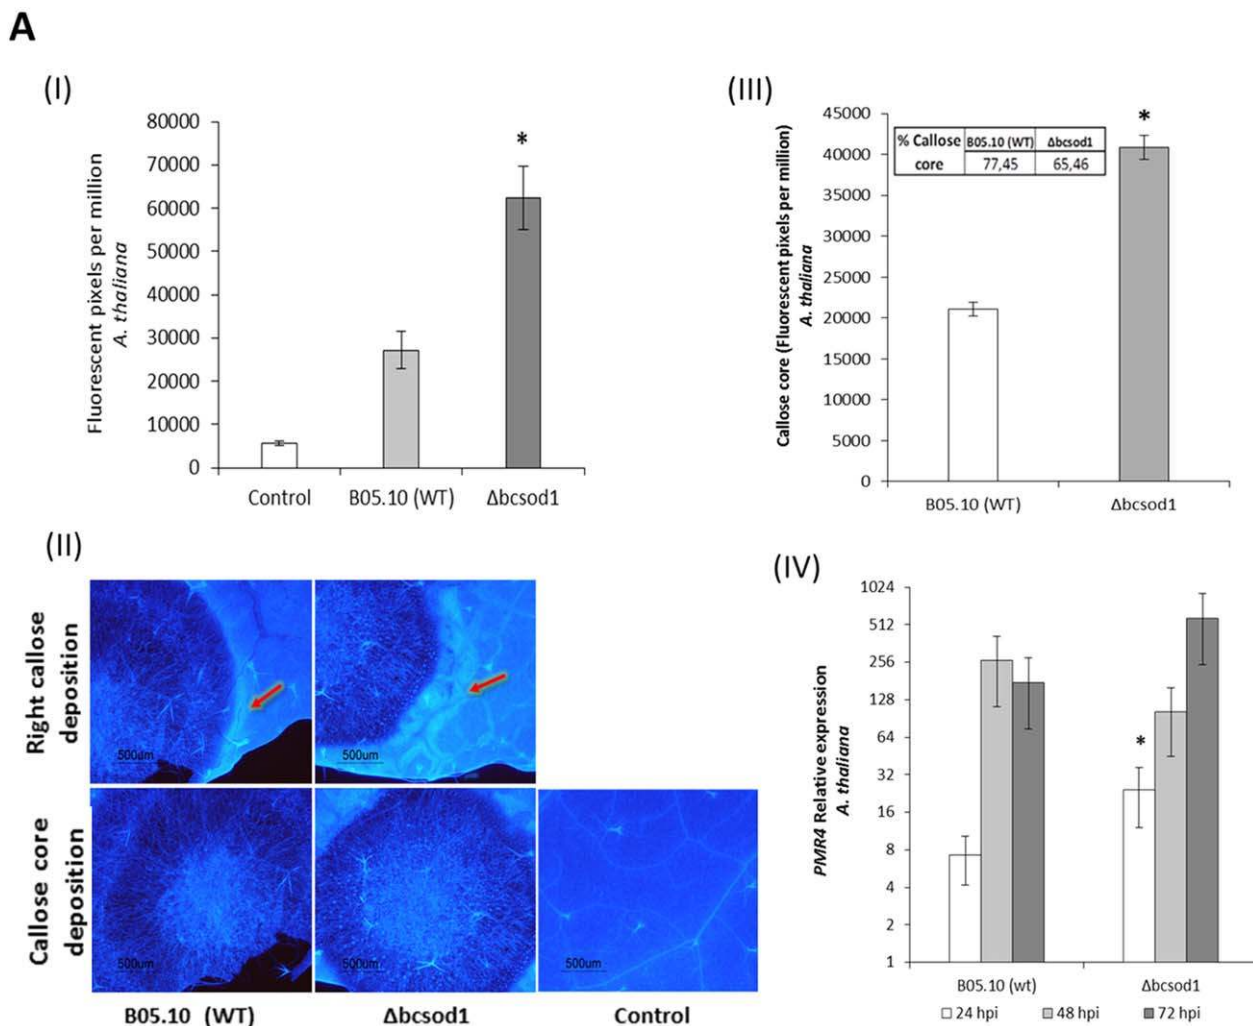 A
(I)
80000
70000
60000
50000
40000
30000
20000
10000
0
Fluorescent pixels per million
A. thaliana
*
Control
B05.10 (WT)
Δbcsod1
(III)
45000
40000
35000
30000
25000
20000
15000
10000
5000
0
Callose core (Fluorescent pixels per million)
A. thaliana
% Callose core B05.10 (WT) Δbcsod1
77,45 65,46
*
B05.10 (WT)
Δbcsod1
(II)
Right callose
deposition
500um
500um
Callose core
deposition
500um
500um
500um
B05.10 (WT)
Δbcsod1
Control
(IV)
1024
512
256
128
64
32
16
8
4
2
1
PMR4 Relative expression
A. thaliana
*
B05.10 (wt)
Δbcsod1
24 hpi
48 hpi
72 hpi